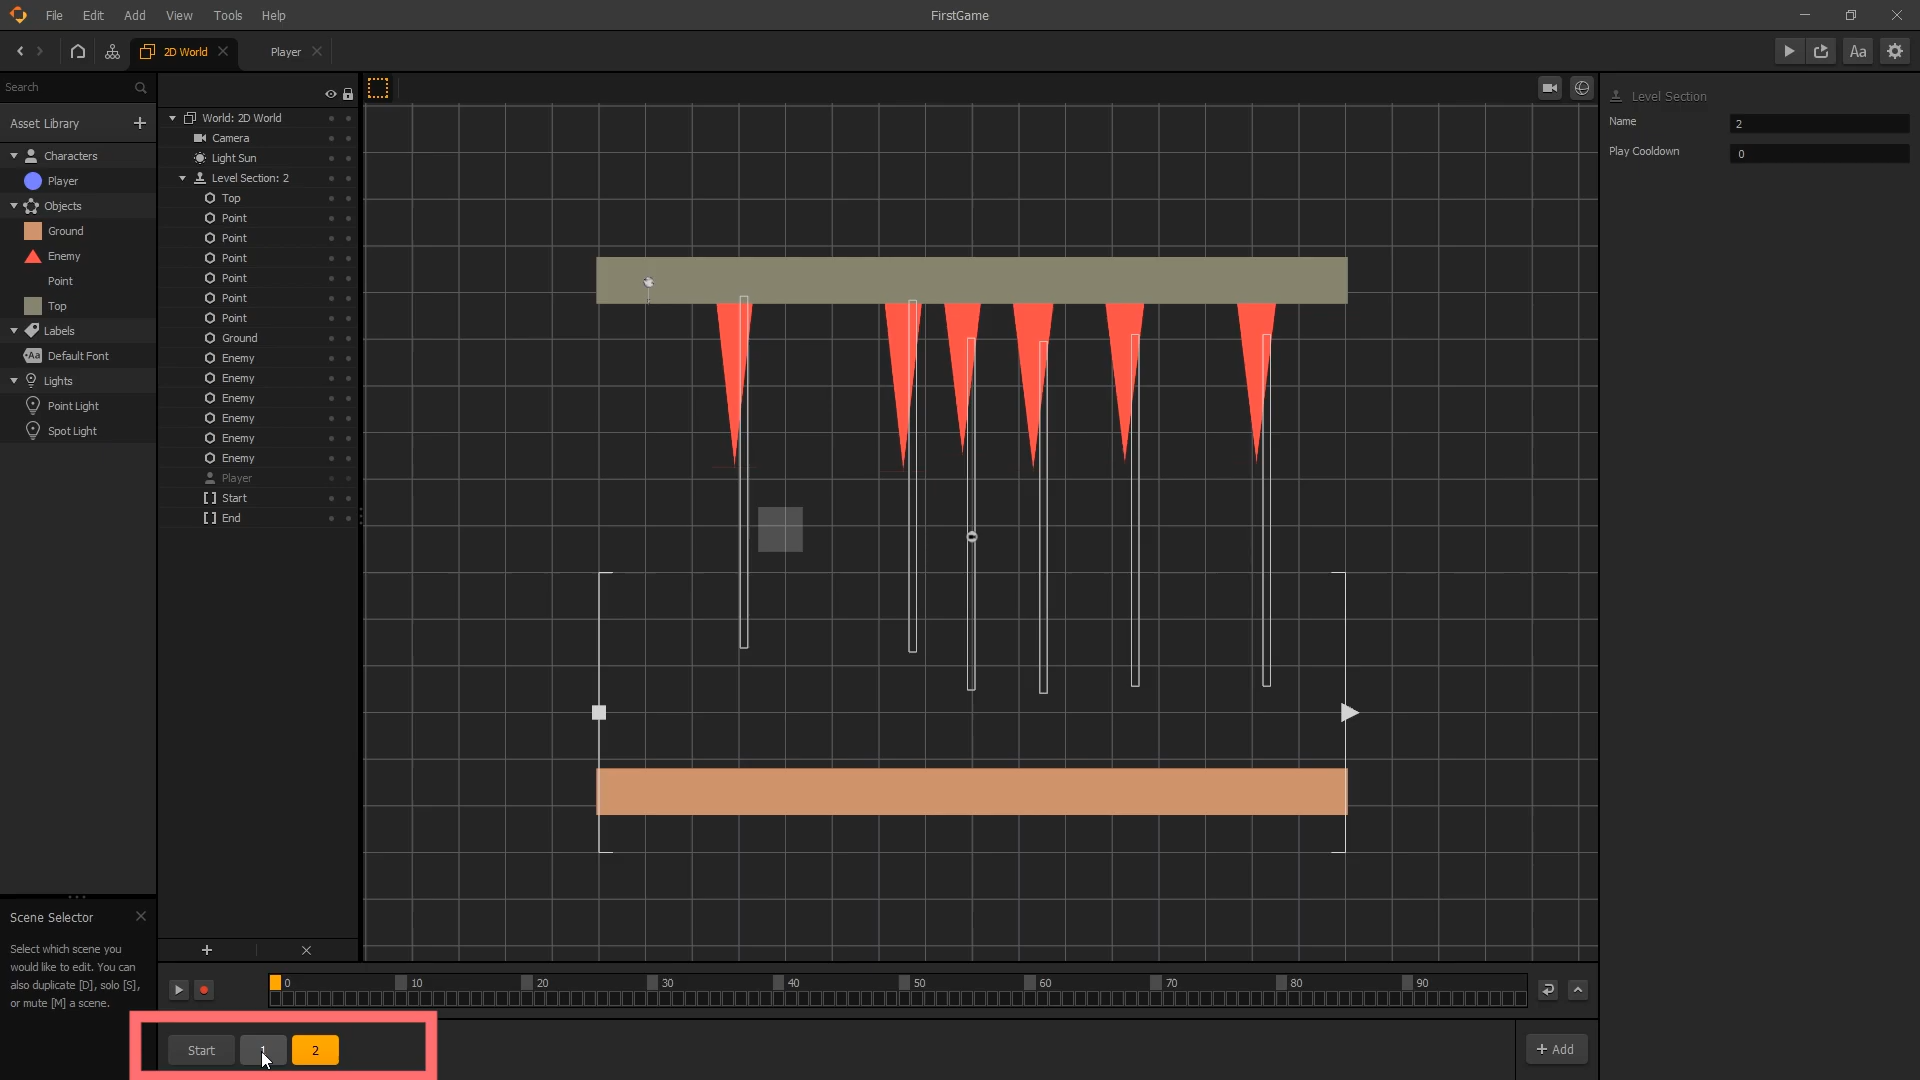 File Edit View Add Tools Help
FirstGame
2D World
Player
Aa
Search
Asset Library
Characters
Player
Objects
Ground
Enemy
Point
Top
Labels
Aa Default Font
Lights
Point Light
Spot Light
World: 2D World
Camera
Light Sun
Level Section: 2
Top
Point
Point
Point
Point
Point
Point
Ground
Enemy
Enemy
Enemy
Enemy
Enemy
Enemy
Player
Start
End
Level Section
Name 2
Play Cooldown 0
Scene Selector
Select which scene you
would like to edit. You can
also duplicate [D], solo [S],
or mute [M] a scene.
0 10 20 30 40 50 60 70 80 90
Start 1 2
+ Add